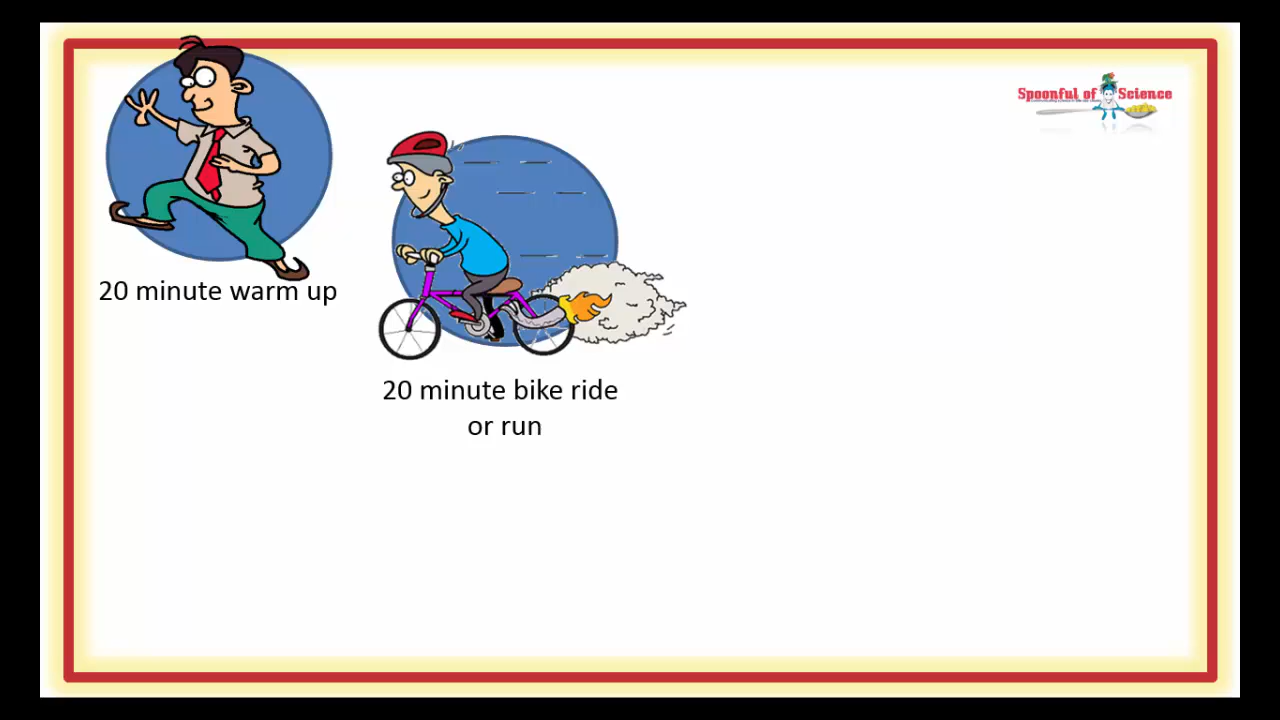 Spoonful of Science
20 minute warm up
20 minute bike ride
or run